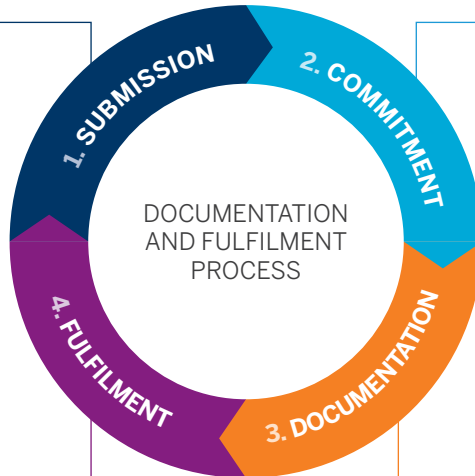 1. SUBMISSION
2. COMMITMENT
DOCUMENTATION
AND FULFILMENT
PROCESS
3. DOCUMENTATION
4. FULFILMENT